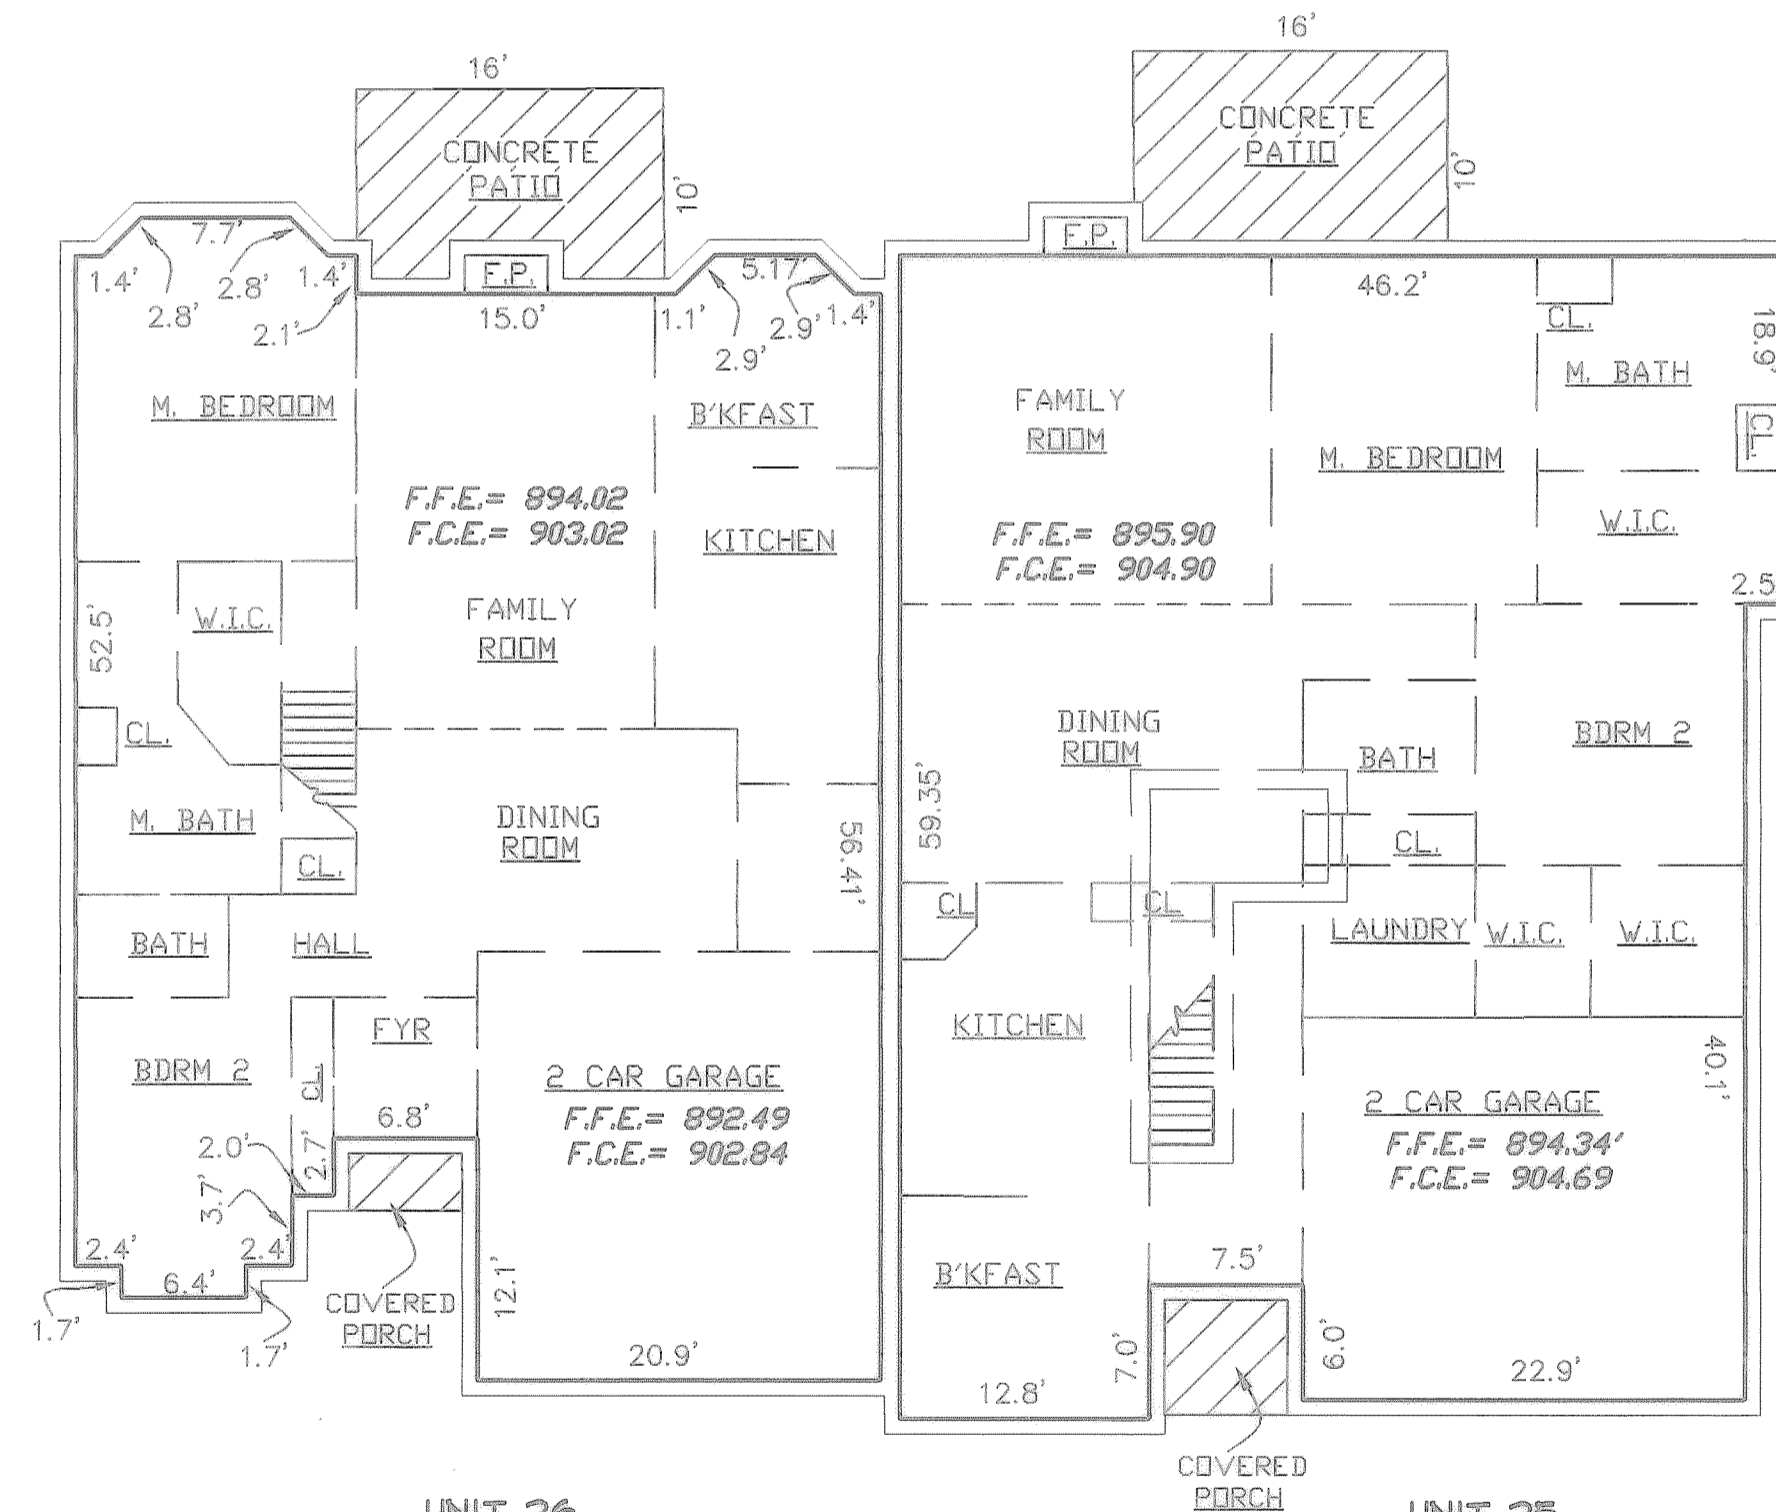 16'
CONCRETE
PATIO
10'
7.7'
1.4'
2.8'
2.8'
1.4'
2.1'
F.P.
15.0'
1.1'
5.17'
2.9'
2.9'
1.4'
M. BEDROOM
B'KFAST
F.F.E.= 894.02
F.C.E.= 903.02
KITCHEN
52.5'
W.I.C.
FAMILY
ROOM
CL.
M. BATH
CL.
DINING
ROOM
56.41'
BATH
HALL
FYR
BDRM 2
CL.
2 CAR GARAGE
F.F.E.= 892.49
F.C.E.= 902.84
6.8'
2.0'
2.7'
3.7'
2.4'
2.4'
6.4'
1.7'
1.7'
COVERED
PORCH
12.1'
20.9'
UNIT 26
16'
CONCRETE
PATIO
10'
F.P.
46.2'
CL.
18.9'
M. BATH
CL.
FAMILY
ROOM
M. BEDROOM
F.F.E.= 895.90
F.C.E.= 904.90
W.I.C.
2.5
DINING
ROOM
BATH
BDRM 2
59.35'
CL.
CL
CL
LAUNDRY
W.I.C.
W.I.C.
KITCHEN
40.1'
2 CAR GARAGE
F.F.E.= 894.34'
F.C.E.= 904.69
B'KFAST
7.5'
7.0'
6.0'
12.8'
22.9'
COVERED
PORCH
UNIT 25